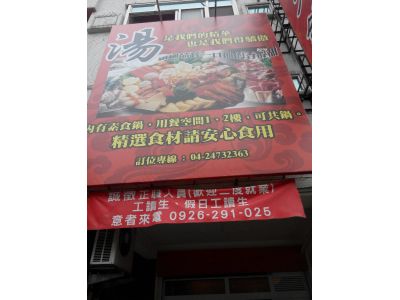 湯 是我們的精華
也是我們得驕傲
內有素食鍋，用餐空間1，2樓，可共鍋。
精選食材請安心食用
訂位專線：04-24732363
誠徵正職人員(歡迎二度就業)
工讀生、假日工讀生
意者來電 0926-291-025